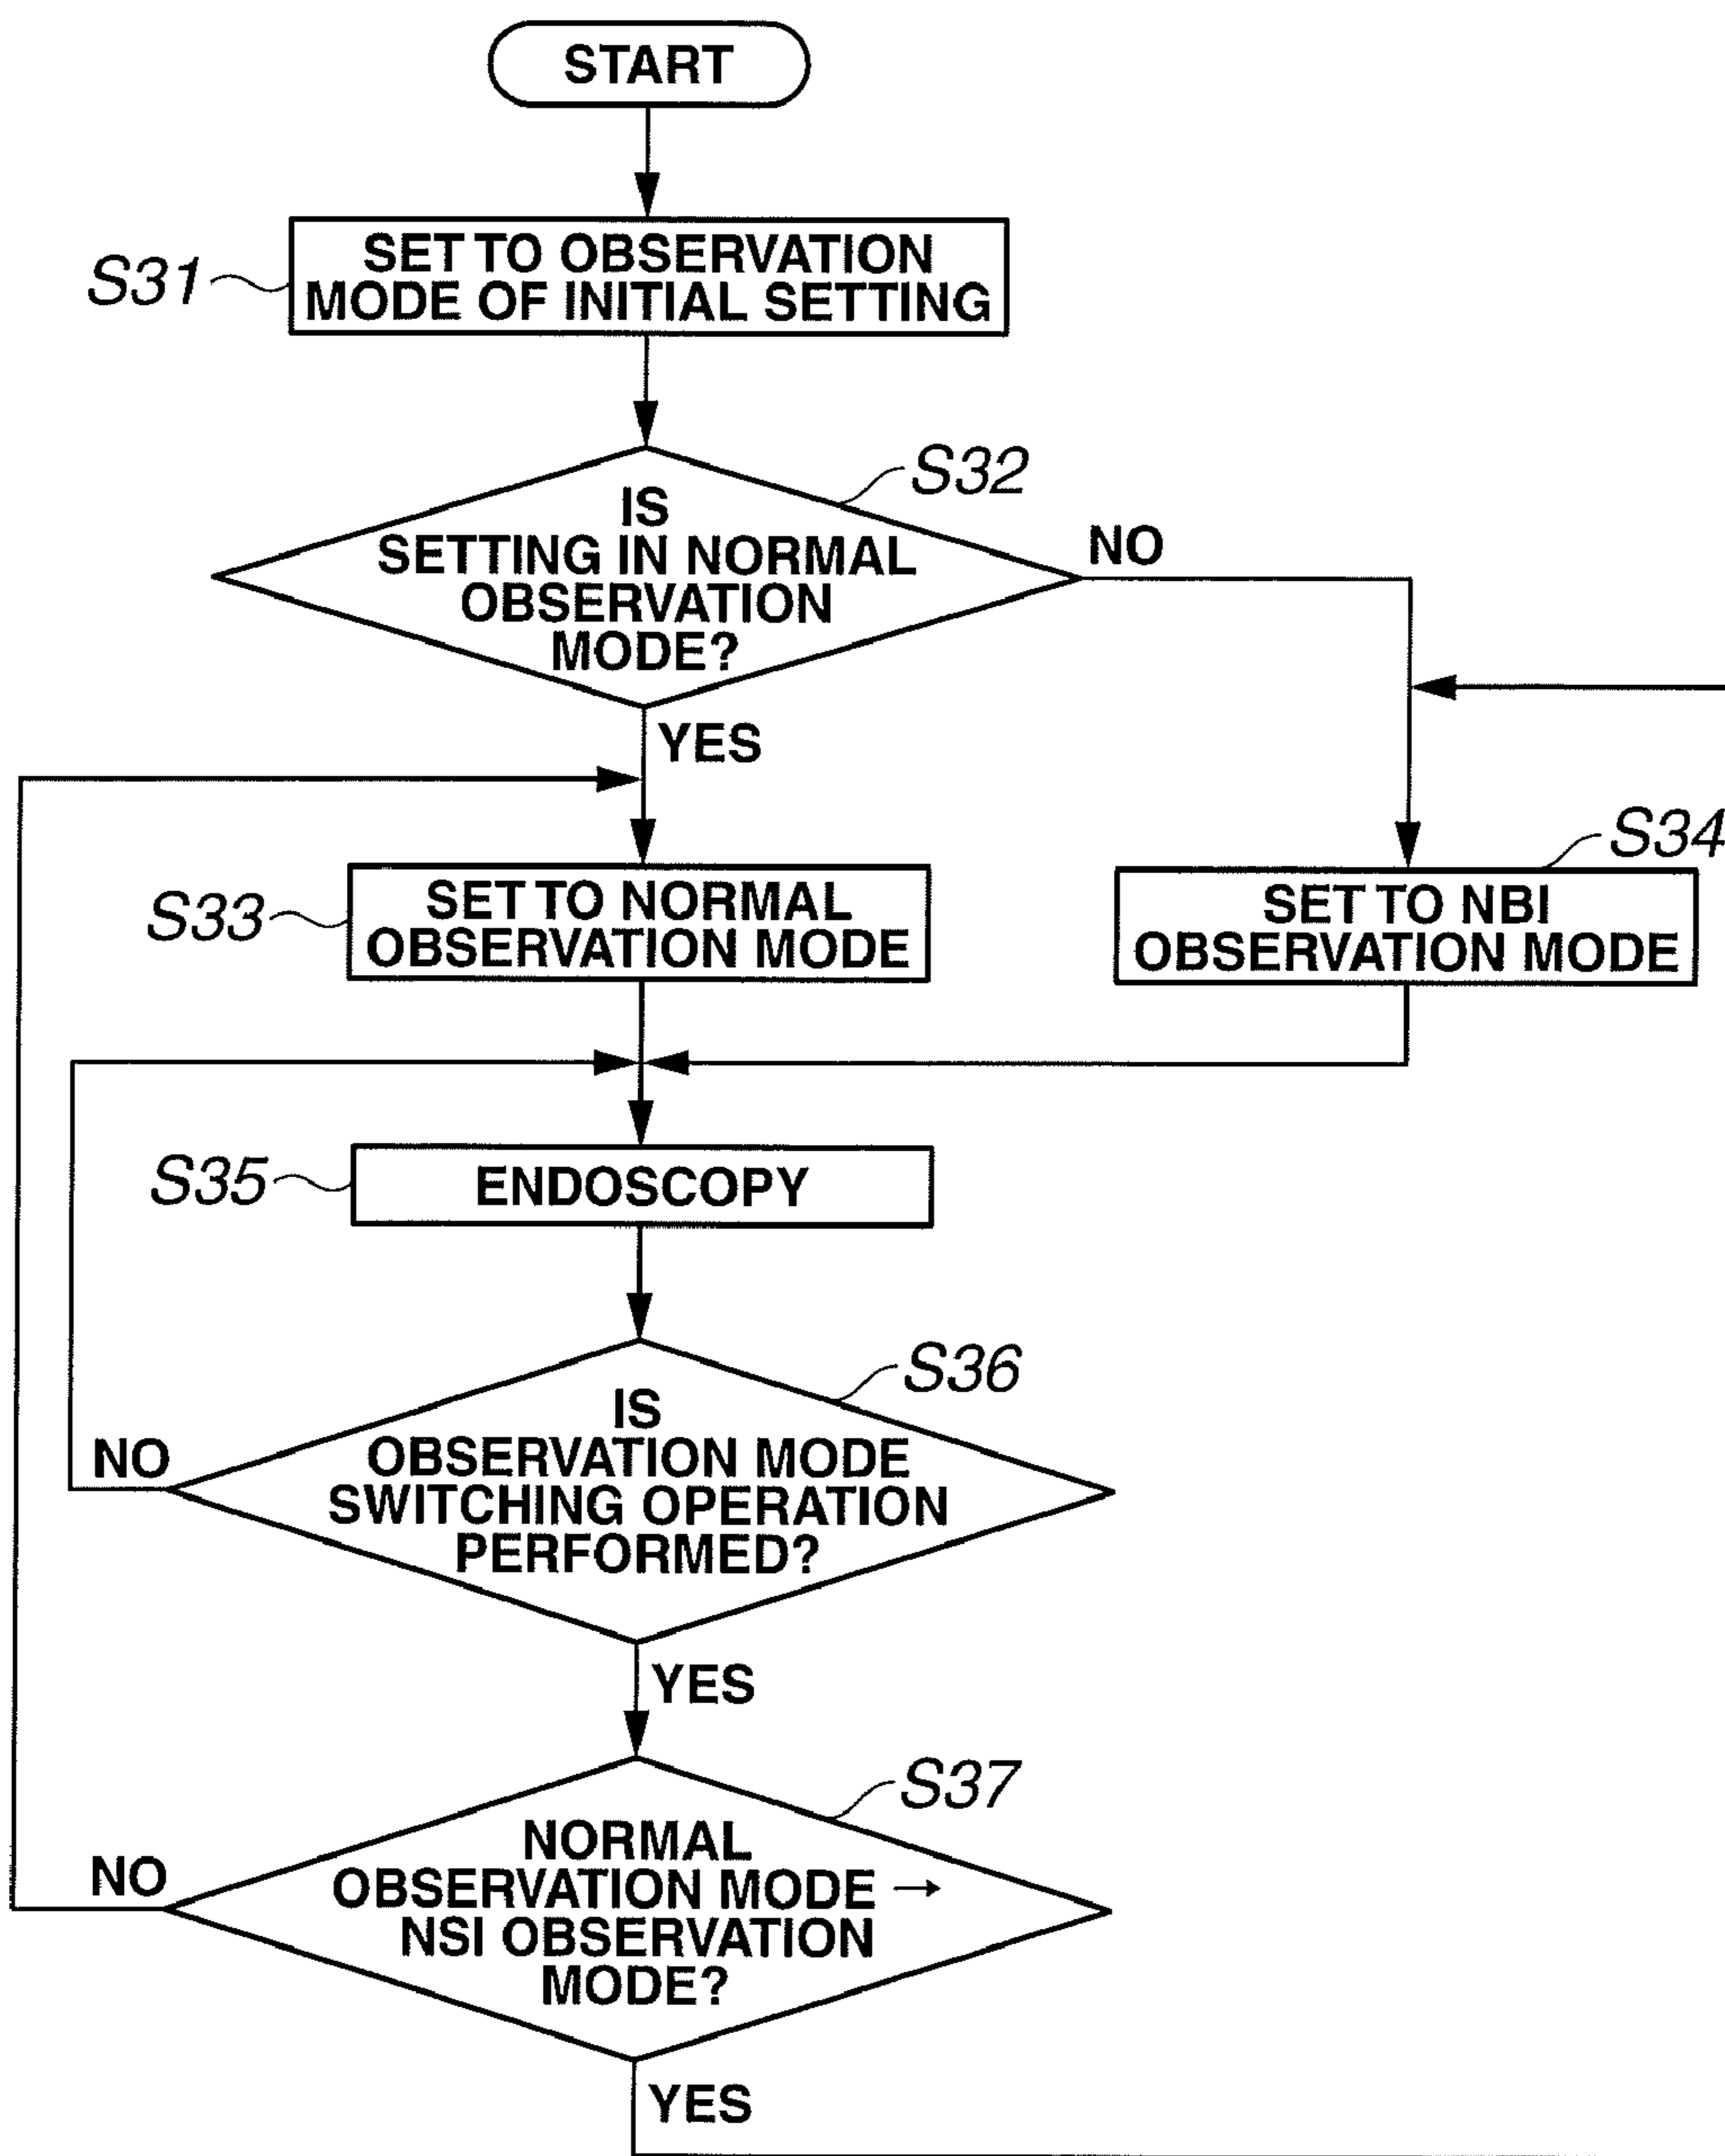 START
S31
SET TO OBSERVATION
MODE OF INITIAL SETTING
S32
IS
SETTING IN NORMAL
OBSERVATION
MODE?
NO
YES
S33
SET TO NORMAL
OBSERVATION MODE
S34
SET TO NBI
OBSERVATION MODE
S35
ENDOSCOPY
S36
IS
OBSERVATION MODE
SWITCHING OPERATION
PERFORMED?
NO
YES
S37
NORMAL
OBSERVATION MODE →
NSI OBSERVATION
MODE?
NO
YES